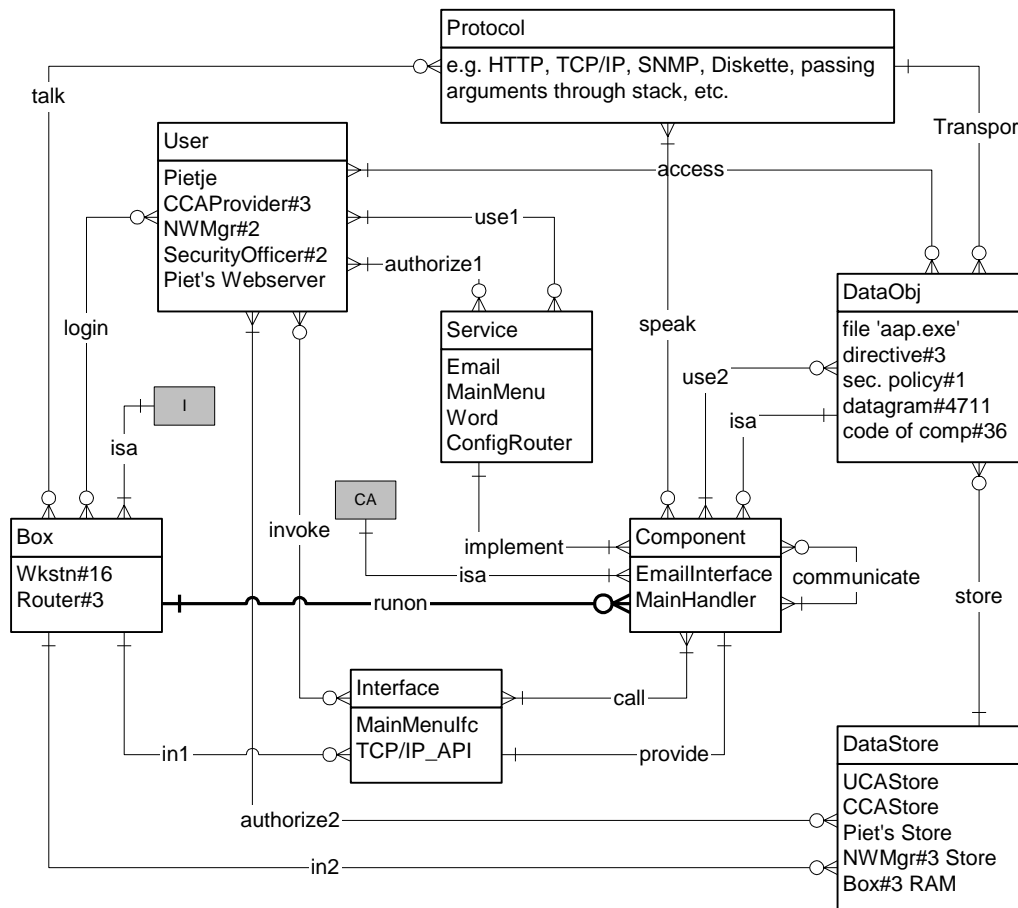 Protocol
e.g. HTTP, TCP/IP, SNMP, Diskette, passing
arguments through stack, etc.
talk
Transpor
User
Pietje
CCAProvider#3
NWMgr#2
SecurityOfficer#2
Piet's Webserver
access
use1
authorize1
login
Service
Email
MainMenu
Word
ConfigRouter
speak
DataObj
file 'aap.exe'
directive#3
sec. policy#1
datagram#4711
code of comp#36
use2
isa
I
isa
CA
isa
invoke
implement
Box
Wkstn#16
Router#3
runon
Component
EmailInterface
MainHandler
communicate
store
Interface
MainMenuIfc
TCP/IP_API
call
provide
in1
authorize2
in2
DataStore
UCAStore
CCAStore
Piet's Store
NWMgr#3 Store
Box#3 RAM